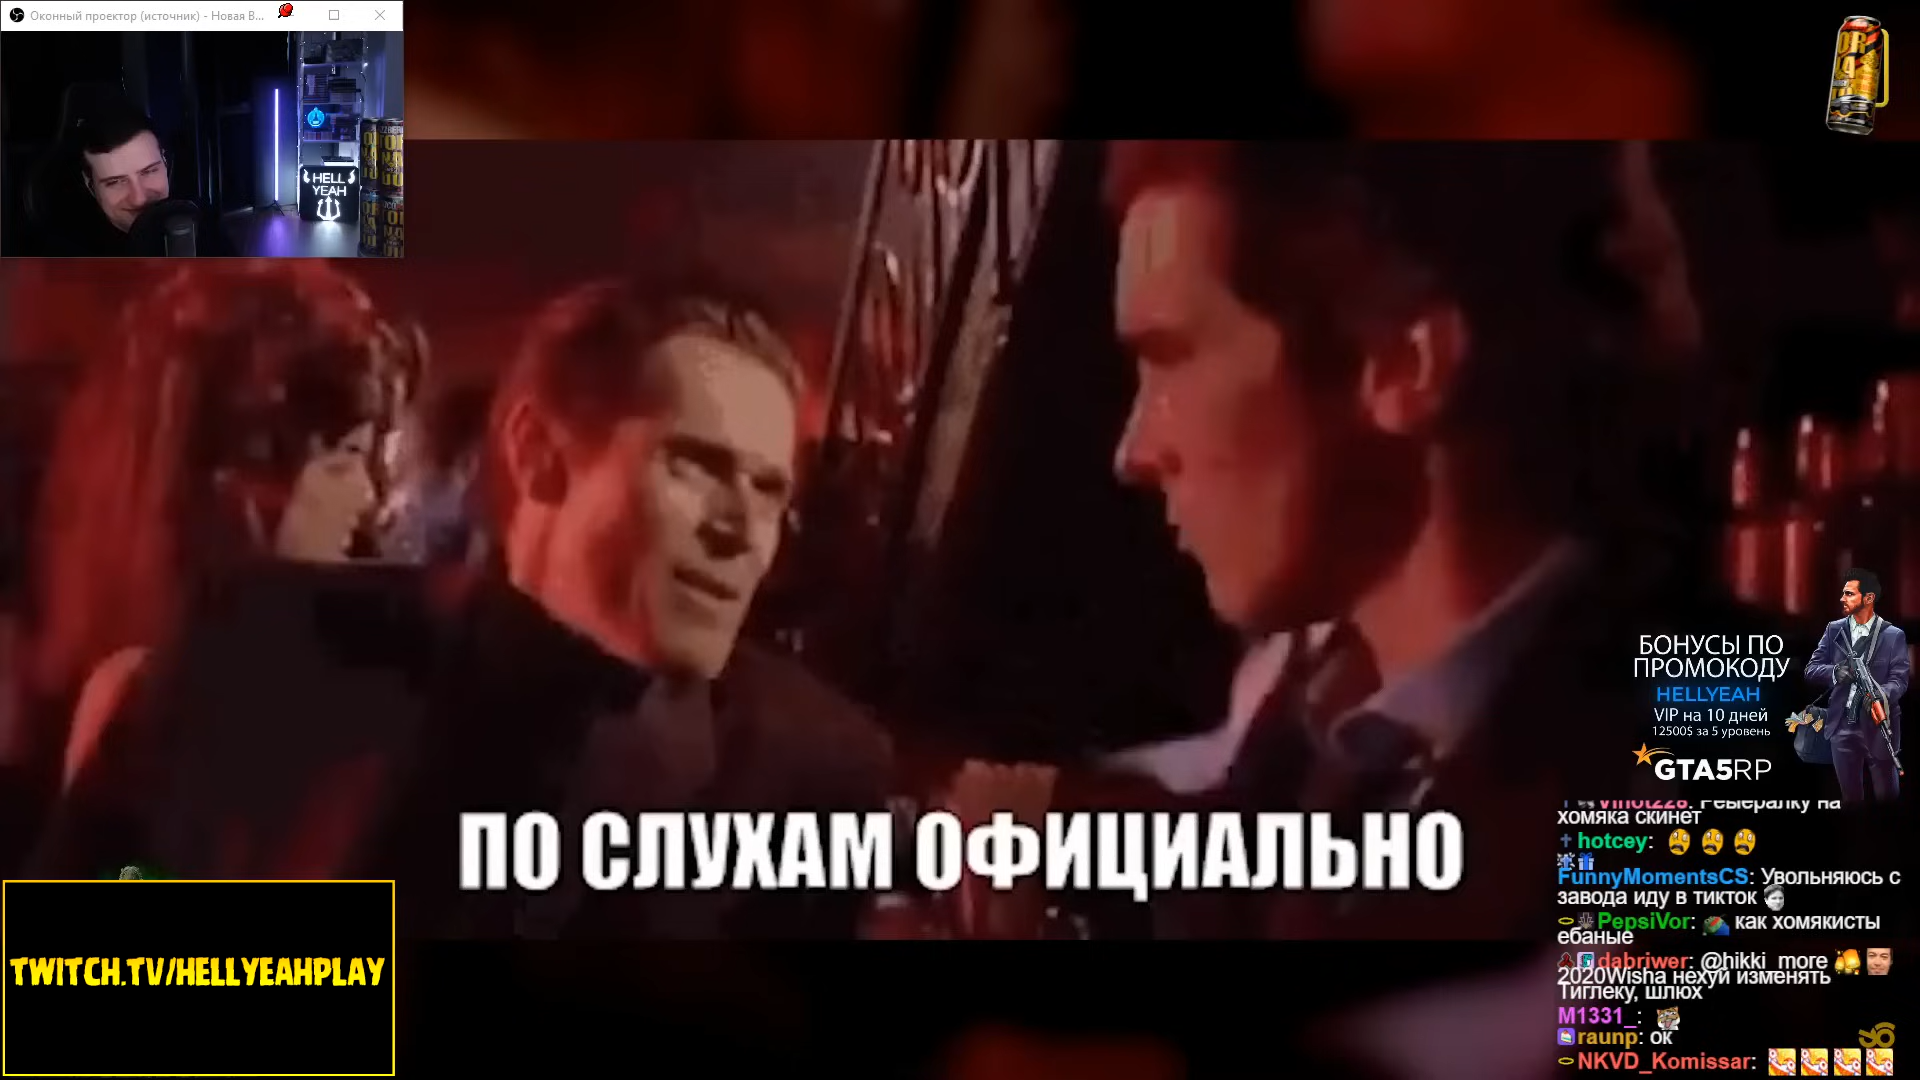 Оконный проектор (источник) - Новая В...
HELL
YEAH
ПО СЛУХАМ ОФИЦИАЛЬНО
БОНУСЫ ПО
ПРОМОКОДУ
HELLYEAH
VIP на 10 дней
12500$ за 5 уровень
GTA5RP
хомяка скинет
hotcey:
FunnyMomentsCS: Увольняюсь с
завода иду в тикток
PepsiVor: как хомякисты
ебаные
dabriwer: @hikki_more
2020Wisha нехуй изменять
Тиглеку, шлюх
M1331_:
raunp: ок
NKVD_Komissar:
TWITCH.TV/HELLYEAHPLAY